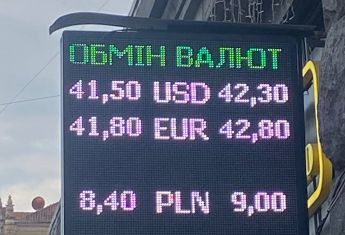 ОБМІН ВАЛЮТ
41,50 USD 42,30
41,80 EUR 42,80
8,40 PLN 9,00